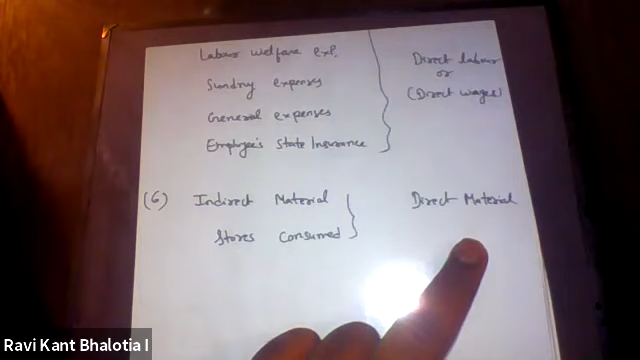 Labour welfare exp.
Sundry expenses
General expenses
Employee's State Insurance
Direct labour
or
(Direct wages)
(6) Indirect Material
Stores Consumed
Direct Material
Ravi Kant Bhalotia I